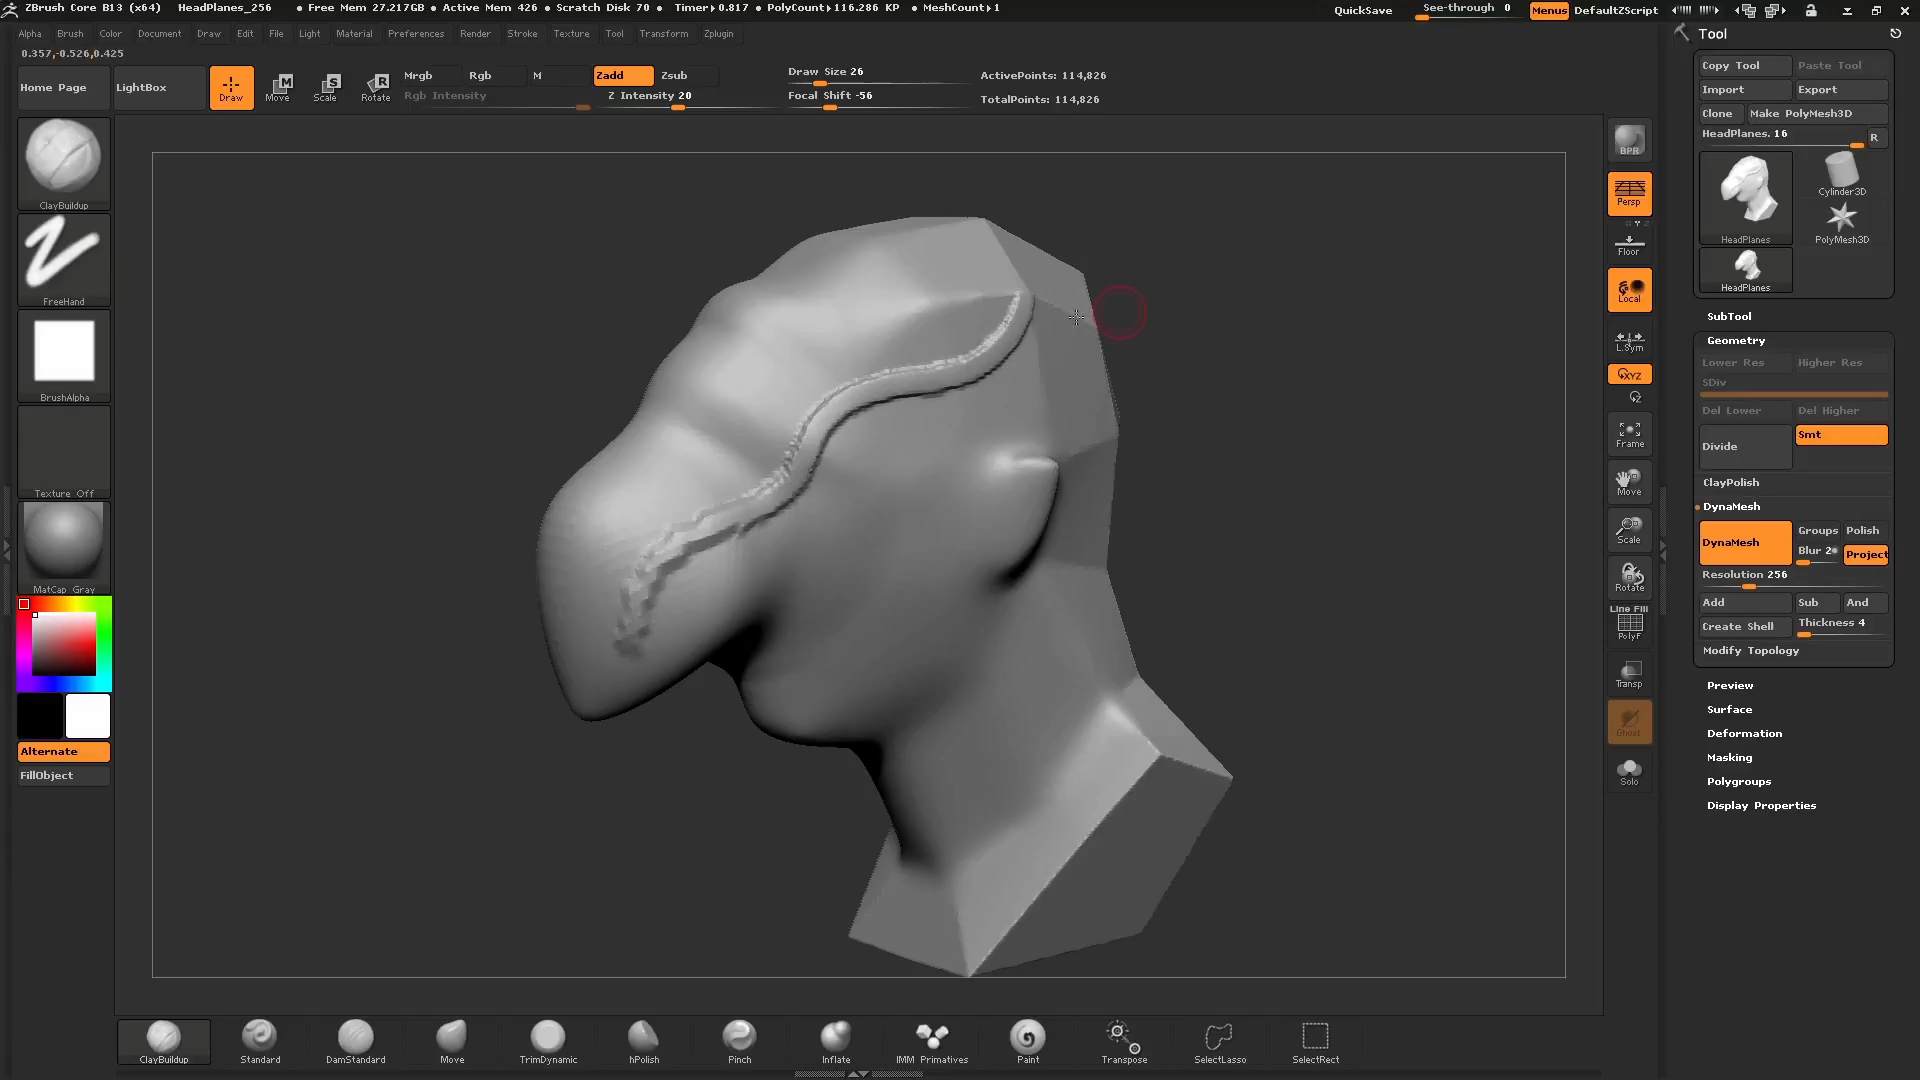 ZBrush Core B13 (x64) HeadPlanes_256 • Free Mem 27.217GB • Active Mem 426 • Scratch Disk 70 • Timer▸0.817 • PolyCount▸116.286 KP • MeshCount▸1 QuickSave See-through 0 Menus DefaultZScript
Alpha Brush Color Document Draw Edit File Light Material Preferences Render Stroke Texture Tool Transform Zplugin
0.357,-0.526,0.425
Home Page
LightBox
Draw
Move
Scale
Rotate
Mrgb Rgb M Zadd Zsub
Rgb Intensity Z Intensity 20
Draw Size 26
Focal Shift -56
ActivePoints: 114,826
TotalPoints: 114,826
ClayBuildup
FreeHand
BrushAlpha
Texture Off
MatCap Gray
Alternate
FillObject
BPR
Persp
Floor
Local
L.Sym
XYZ
Frame
Move
Scale
Rotate
Line Fill
PolyF
Transp
Ghost
Solo
Tool
Copy Tool Paste Tool
Import Export
Clone Make PolyMesh3D
HeadPlanes. 16 R
HeadPlanes
Cylinder3D
PolyMesh3D
HeadPlanes
SubTool
Geometry
Lower Res Higher Res
SDiv
Del Lower Del Higher
Divide Smt
ClayPolish
DynaMesh
DynaMesh Groups Polish
Blur 2 Project
Resolution 256
Add Sub And
Create Shell Thickness 4
Modify Topology
Preview
Surface
Deformation
Masking
Polygroups
Display Properties
ClayBuildup Standard DamStandard Move TrimDynamic hPolish Pinch Inflate IMM Primitives Paint Transpose SelectLasso SelectRect